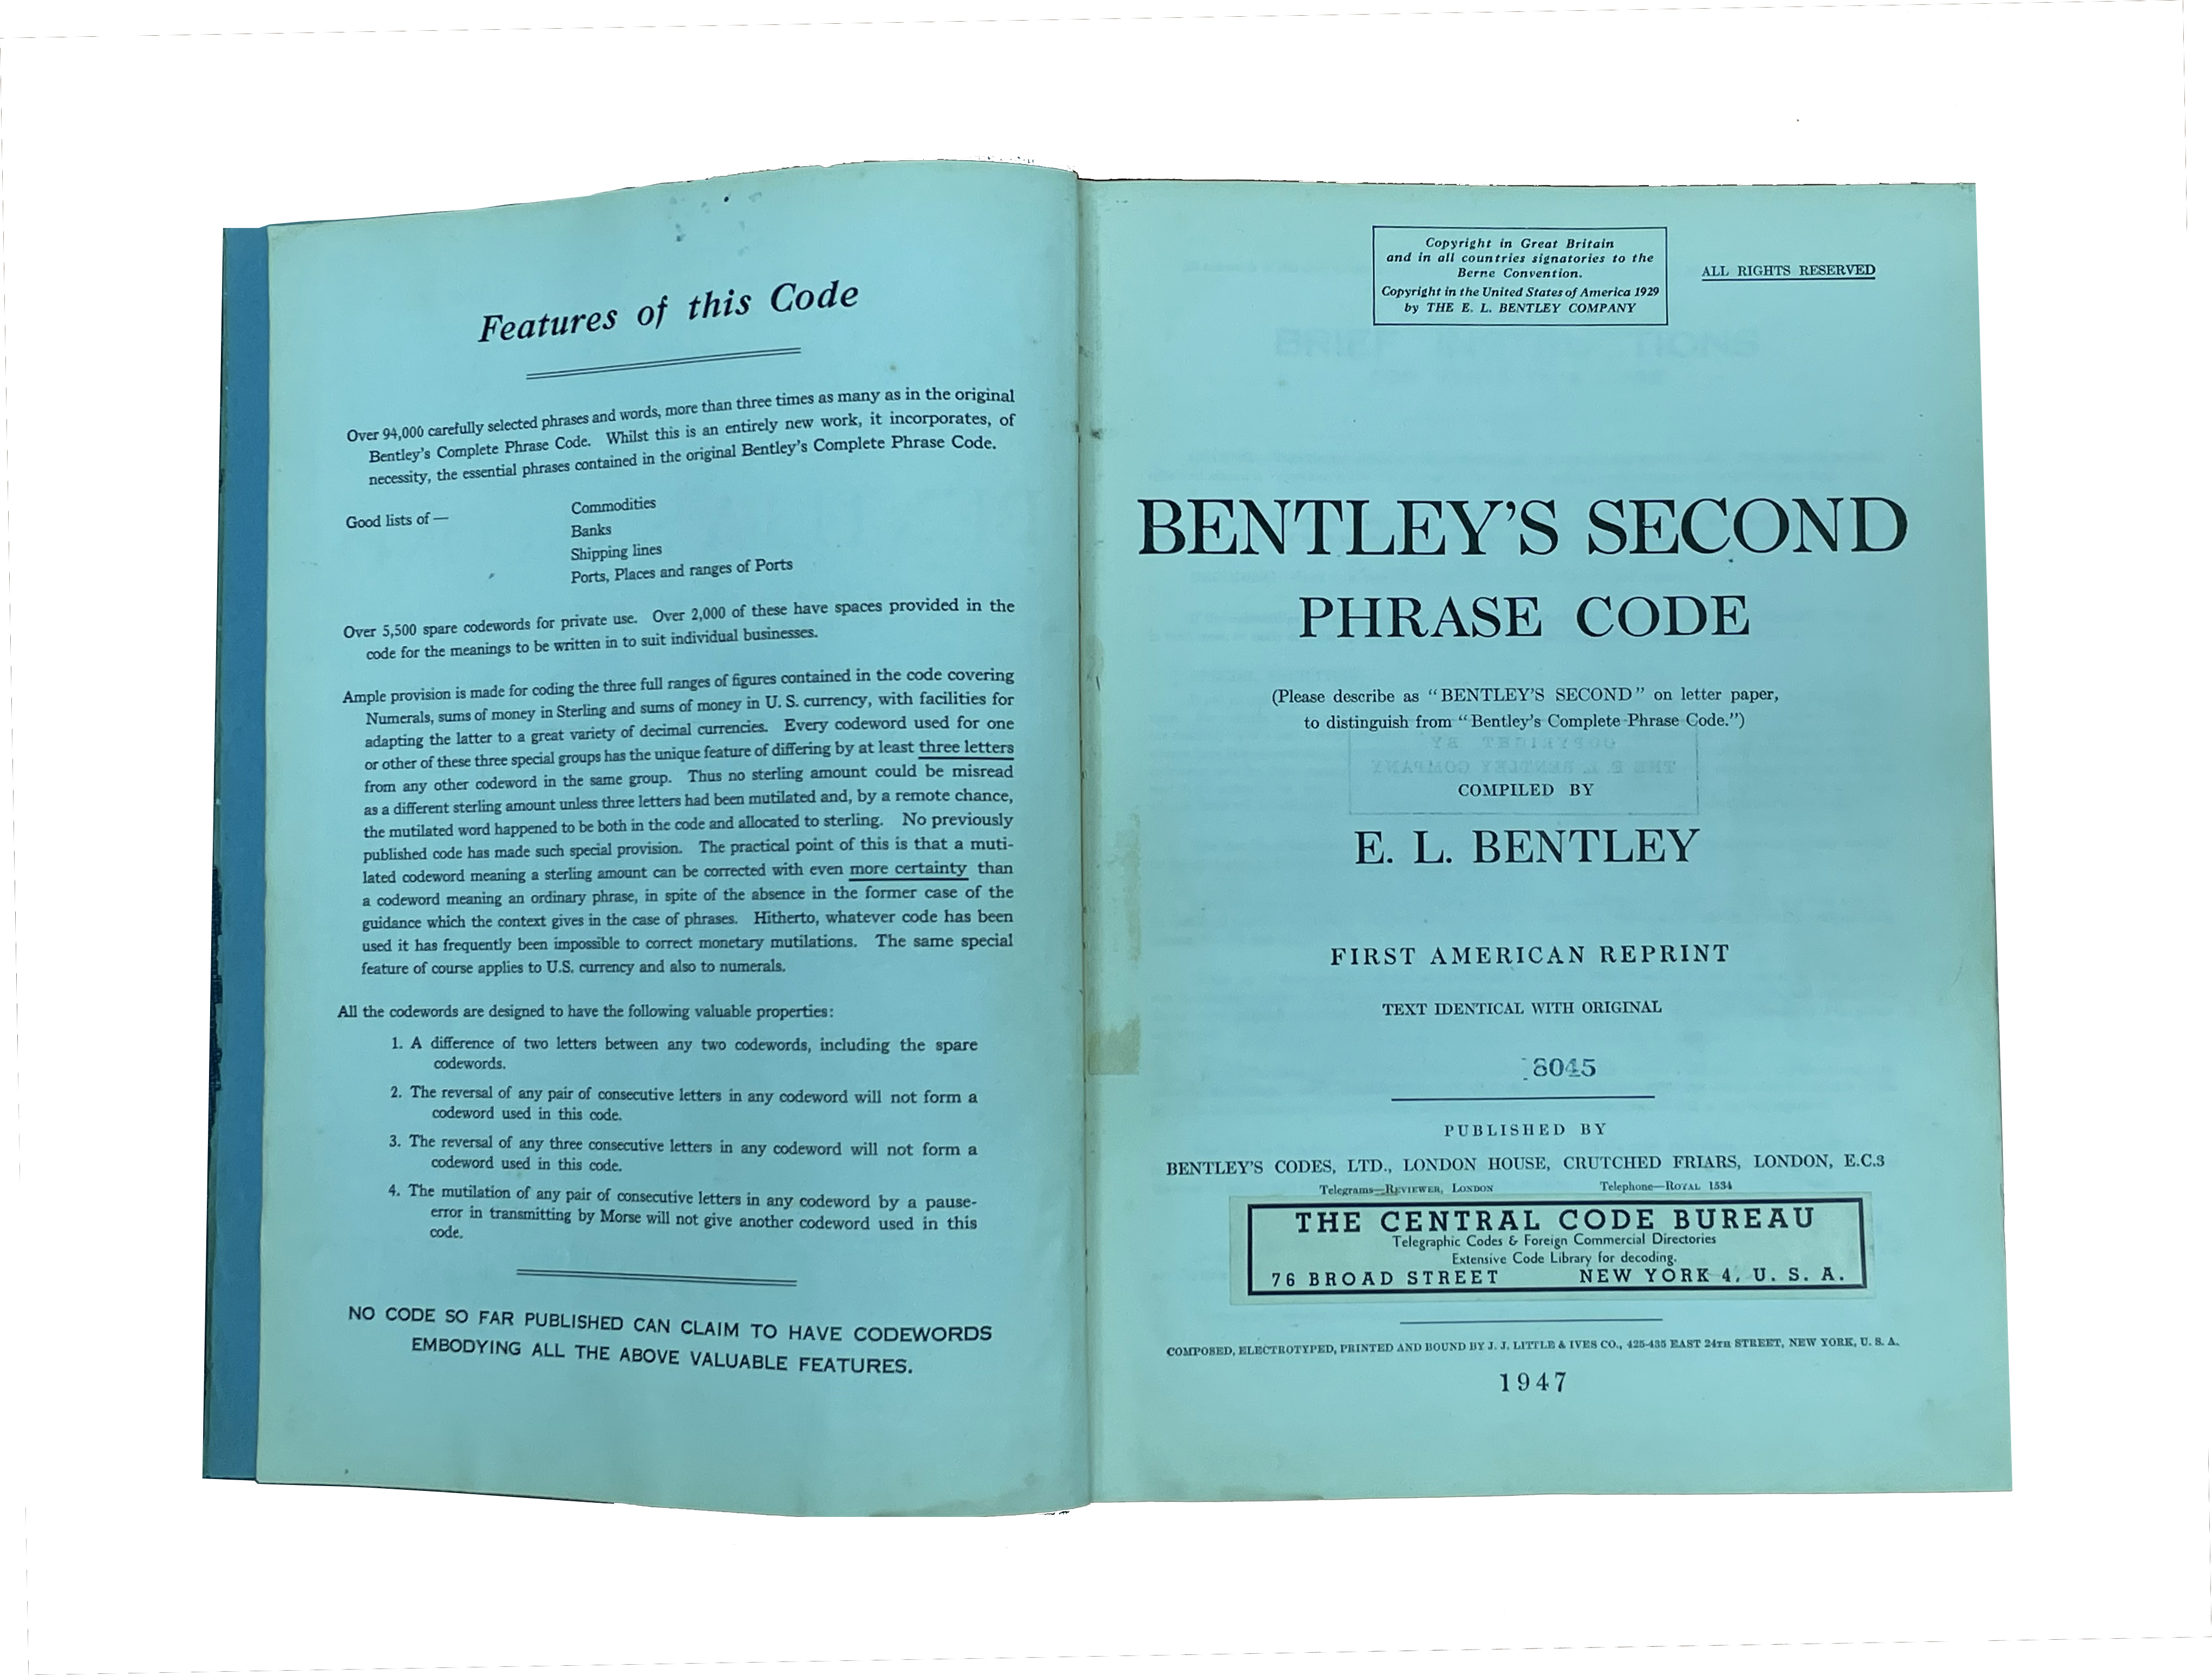 Features of this Code
Over 94,000 carefully selected phrases and words, more than three times as many as in the original
Bentley's Complete Phrase Code. Whilst this is an entirely new work, it incorporates, of
necessity, the essential phrases contained in the original Bentley's Complete Phrase Code.
Good lists of —
Commodities
Banks
Shipping lines
Ports, Places and ranges of Ports
Over 5,500 spare codewords for private use. Over 2,000 of these have spaces provided in the
code for the meanings to be written in to suit individual businesses.
Ample provision is made for coding the three full ranges of figures contained in the code covering
Numerals, sums of money in Sterling and sums of money in U. S. currency, with facilities for
adapting the latter to a great variety of decimal currencies. Every codeword used for one
or other of these three special groups has the unique feature of differing by at least three letters
from any other codeword in the same group. Thus no sterling amount could be misread
as a different sterling amount unless three letters had been mutilated and, by a remote chance,
the mutilated word happened to be both in the code and allocated to sterling. No previously
published code has made such special provision. The practical point of this is that a muti-
lated codeword meaning a sterling amount can be corrected with even more certainty than
a codeword meaning an ordinary phrase, in spite of the absence in the former case of the
guidance which the context gives in the case of phrases. Hitherto, whatever code has been
used it has frequently been impossible to correct monetary mutilations. The same special
feature of course applies to U.S. currency and also to numerals.
All the codewords are designed to have the following valuable properties:
1. A difference of two letters between any two codewords, including the spare
codewords.
2. The reversal of any pair of consecutive letters in any codeword will not form a
codeword used in this code.
3. The reversal of any three consecutive letters in any codeword will not form a
codeword used in this code.
4. The mutilation of any pair of consecutive letters in any codeword by a pause-
error in transmitting by Morse will not give another codeword used in this
code.
NO CODE SO FAR PUBLISHED CAN CLAIM TO HAVE CODEWORDS
EMBODYING ALL THE ABOVE VALUABLE FEATURES.
Copyright in Great Britain
and in all countries signatories to the
Berne Convention.
Copyright in the United States of America 1929
by THE E. L. BENTLEY COMPANY
ALL RIGHTS RESERVED
BENTLEY'S SECOND
PHRASE CODE
(Please describe as "BENTLEY'S SECOND" on letter paper,
to distinguish from "Bentley's Complete Phrase Code.")
COMPILED BY
E. L. BENTLEY
FIRST AMERICAN REPRINT
TEXT IDENTICAL WITH ORIGINAL
8045
PUBLISHED BY
BENTLEY'S CODES, LTD., LONDON HOUSE, CRUTCHED FRIARS, LONDON, E.C.3
Telegrams—REVIEWER, LONDON Telephone—ROYAL 1534
THE CENTRAL CODE BUREAU
Telegraphic Codes & Foreign Commercial Directories
Extensive Code Library for decoding.
76 BROAD STREET NEW YORK 4, U. S. A.
COMPOSED, ELECTROTYPED, PRINTED AND BOUND BY J. J. LITTLE & IVES CO., 425-435 EAST 24TH STREET, NEW YORK, U. S. A.
1947